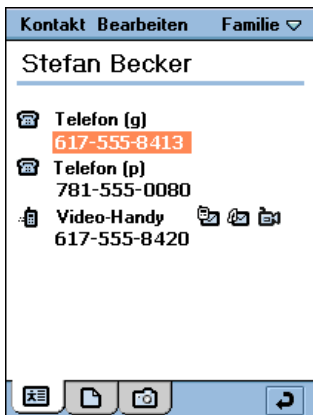 Kontakt Bearbeiten Familie
Stefan Becker
Telefon (g)
617-555-8413
Telefon (p)
781-555-0080
Video-Handy
617-555-8420